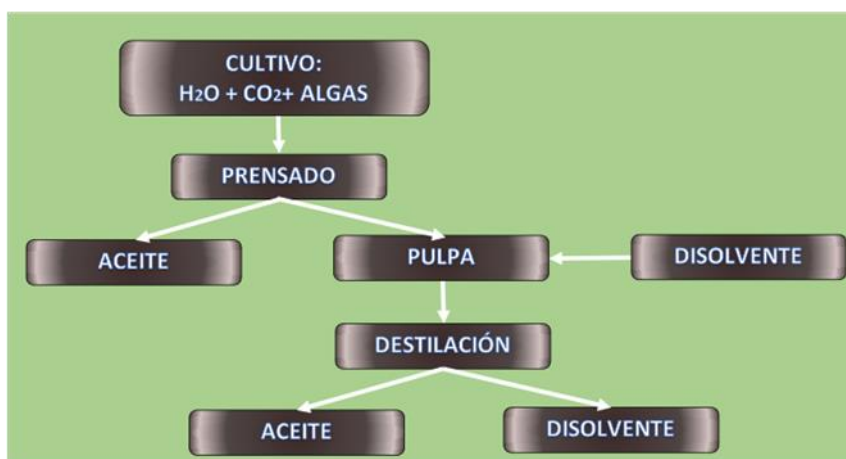 CULTIVO:
H₂O + CO₂+ ALGAS
PRENSADO
ACEITE
PULPA
DISOLVENTE
DESTILACIÓN
ACEITE
DISOLVENTE